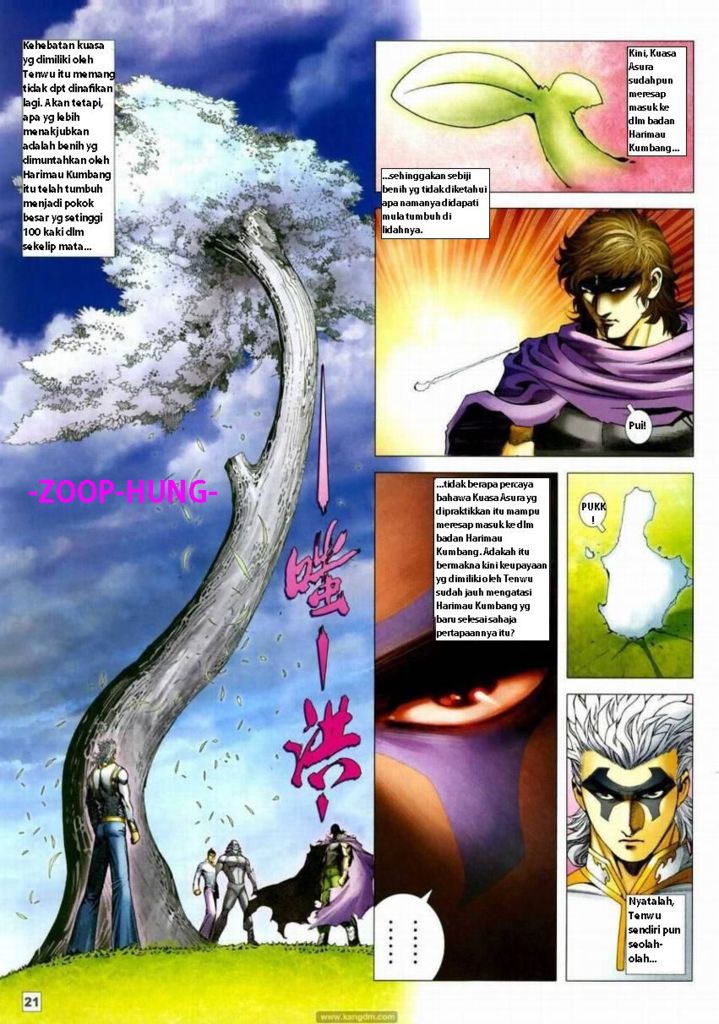 Kehebatan kuasa
yg dimiliki oleh
Tenwu itu memang
tidak dpt dinafikan
lagi. Akan tetapi,
apa yg lebih
menakjubkan
adalah benih yg
dimuntahkan oleh
Harimau Kumbang
itu telah tumbuh
menjadi pokok
besar yg setinggi
100 kaki dlm
sekelip mata...
Kini, Kuasa
Asura
sudahpun
meresap
masuk ke
dlm badan
Harimau
Kumbang...
...sehinggakan sebiji
benih yg tidak diketahui
apa namanya didapati
mula tumbuh di
lidahnya.
Pui!
-ZOOP-HUNG-
嗤
洪
...tidak berapa percaya
bahawa Kuasa Asura yg
dipraktikkan itu mampu
meresap masuk ke dlm
badan Harimau
Kumbang. Adakah itu
bermakna kini keupayaan
yg dimiliki oleh Tenwu
sudah jauh mengatasi
Harimau Kumbang yg
baru selesai sahaja
pertapaannya itu?
PUKK
!
Nyatalah,
Tenwu
sendiri pun
seolah-
olah...
......
......
21
www.kangdm.com